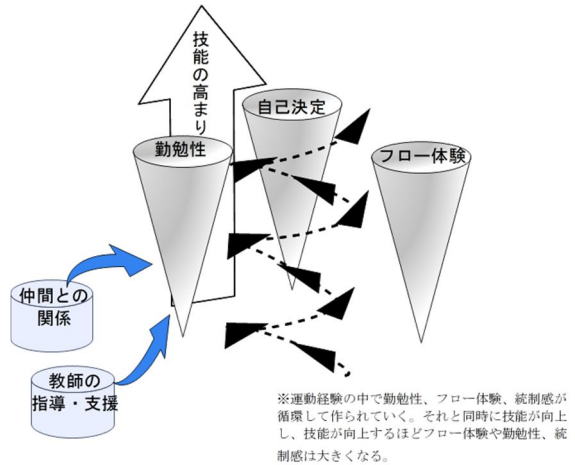 技能の高まり
自己決定
勤勉性
フロー体験
仲間との
関係
教師の
指導・支援
※運動経験の中で勤勉性、フロー体験、統制感が
循環して作られていく。それと同時に技能が向上
し、技能が向上するほどフロー体験や勤勉性、統
制感は大きくなる。